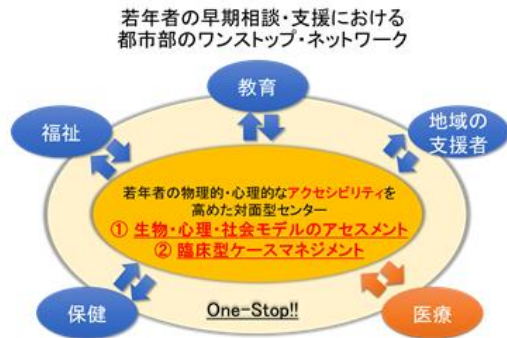 若年者の早期相談・支援における
都市部のワンストップ・ネットワーク
教育
福祉
地域の
支援者
若年者の物理的・心理的なアクセシビリティを
高めた対面型センター
① 生物・心理・社会モデルのアセスメント
② 臨床型ケースマネジメント
保健
One-Stop!!
医療